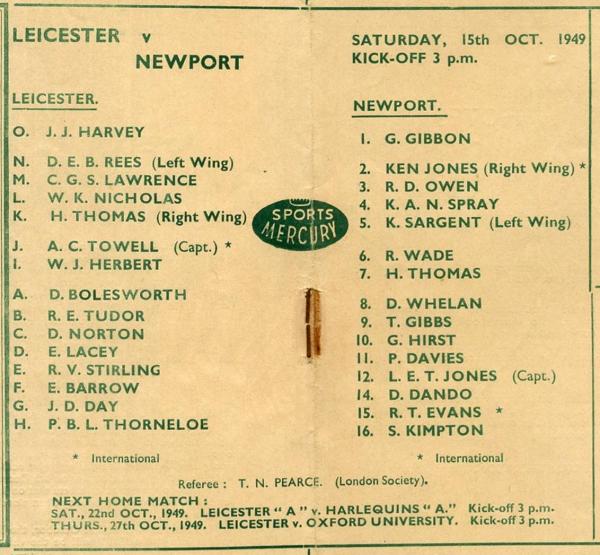 LEICESTER v
NEWPORT
SATURDAY, 15th OCT. 1949
KICK-OFF 3 p.m.
LEICESTER.
O. J. J. HARVEY
N. D. E. B. REES (Left Wing)
M. C. G. S. LAWRENCE
L. W. K. NICHOLAS
K. H. THOMAS (Right Wing)
J. A. C. TOWELL (Capt.) *
I. W. J. HERBERT
A. D. BOLESWORTH
B. R. E. TUDOR
C. D. NORTON
D. E. LACEY
E. R. V. STIRLING
F. E. BARROW
G. J. D. DAY
H. P. B. L. THORNELOE
* International
SPORTS
MERCURY
NEWPORT.
1. G. GIBBON
2. KEN JONES (Right Wing) *
3. R. D. OWEN
4. K. A. N. SPRAY
5. K. SARGENT (Left Wing)
6. R. WADE
7. H. THOMAS
8. D. WHELAN
9. T. GIBBS
10. G. HIRST
11. P. DAVIES
12. L. E. T. JONES (Capt.)
14. D. DANDO
15. R. T. EVANS *
16. S. KIMPTON
* International
Referee : T. N. PEARCE. (London Society).
NEXT HOME MATCH :
SAT., 22nd OCT., 1949. LEICESTER "A" v. HARLEQUINS "A." Kick-off 3 p.m.
THURS., 27th OCT., 1949. LEICESTER v. OXFORD UNIVERSITY. Kick-off 3 p.m.